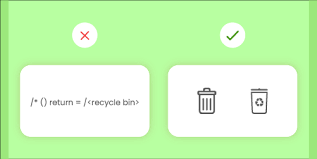 /* () return = /<recycle bin>